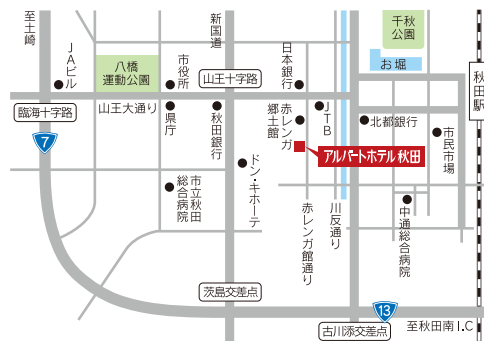 至土崎
新国道
千秋
公園
JAビル
八橋
運動公園
市役所
日本銀行
お堀
山王十字路
秋田駅
臨海十字路
山王大通り
県庁
秋田銀行
赤レンガ
郷土館
JTB
北都銀行
市民市場
7
アルバートホテル秋田
ドン・キホーテ
市立秋田
総合病院
赤レンガ館通り
川反通り
中通総合病院
茨島交差点
13
古川添交差点
至秋田南I.C